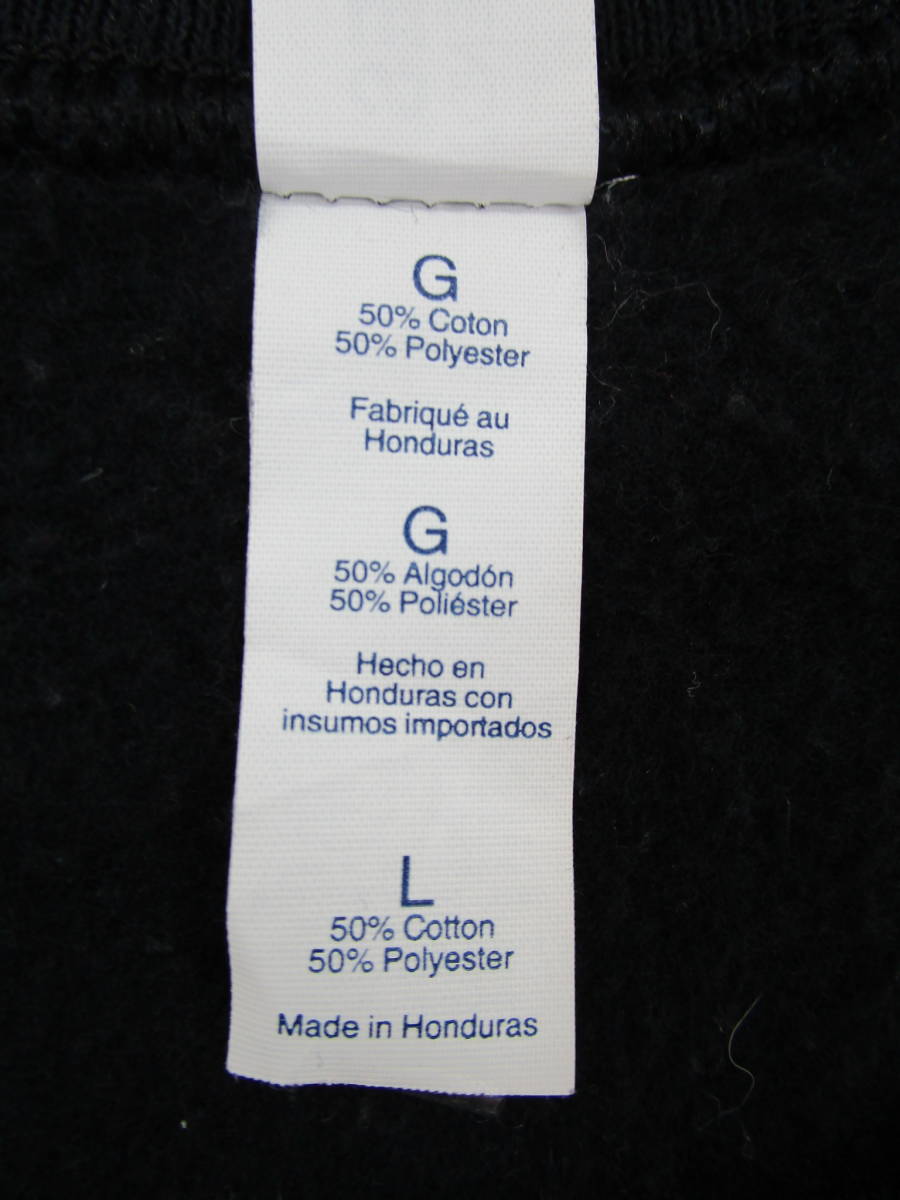 G
50% Coton
50% Polyester
Fabriqué au
Honduras
G
50% Algodón
50% Poliéster
Hecho en
Honduras con
insumos importados
L
50% Cotton
50% Polyester
Made in Honduras